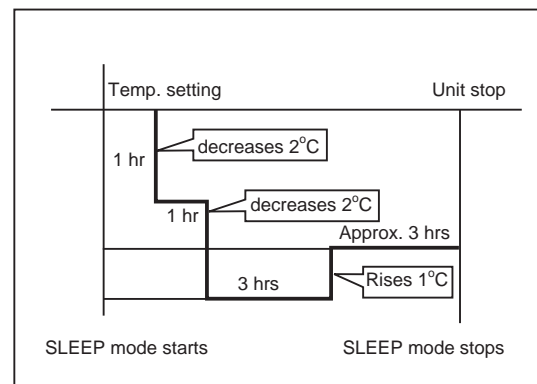 Temp. setting
Unit stop
decreases 2°C
1 hr
1 hr
decreases 2°C
Approx. 3 hrs
3 hrs
Rises 1°C
SLEEP mode starts
SLEEP mode stops